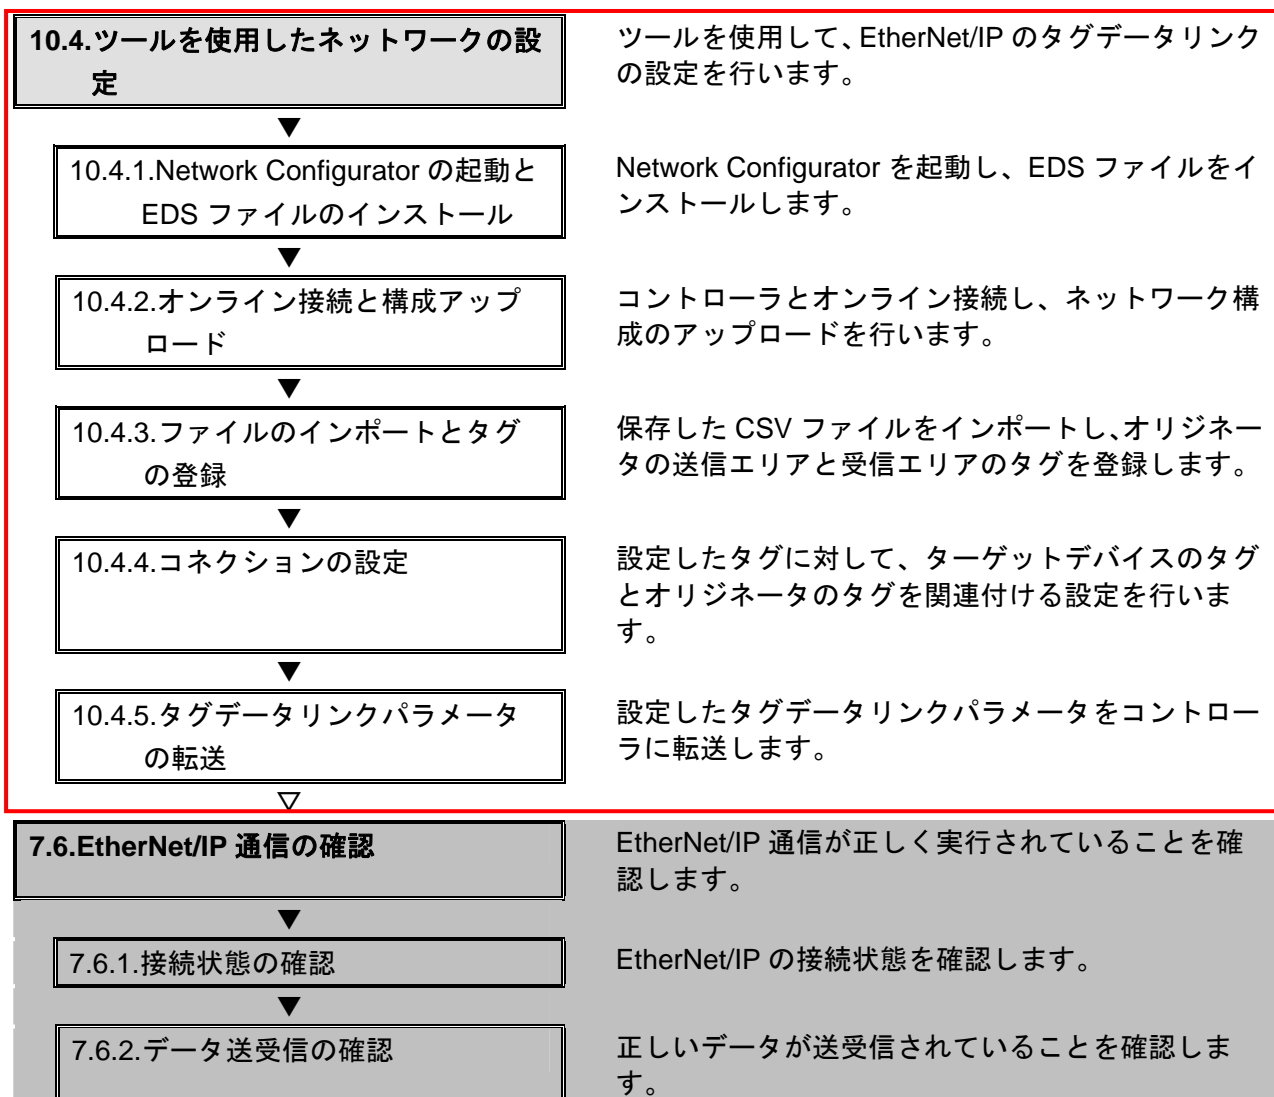 10.4.ツールを使用したネットワークの設
定
ツールを使用して、EtherNet/IP のタグデータリンク
の設定を行います。
▼
10.4.1.Network Configurator の起動と
EDS ファイルのインストール
Network Configurator を起動し、EDS ファイルをイ
ンストールします。
▼
10.4.2.オンライン接続と構成アップ
ロード
コントローラとオンライン接続し、ネットワーク構
成のアップロードを行います。
▼
10.4.3.ファイルのインポートとタグ
の登録
保存した CSV ファイルをインポートし、オリジネー
タの送信エリアと受信エリアのタグを登録します。
▼
10.4.4.コネクションの設定
設定したタグに対して、ターゲットデバイスのタグ
とオリジネータのタグを関連付ける設定を行いま
す。
▼
10.4.5.タグデータリンクパラメータ
の転送
設定したタグデータリンクパラメータをコントロー
ラに転送します。
▽
7.6.EtherNet/IP 通信の確認
EtherNet/IP 通信が正しく実行されていることを確
認します。
▼
7.6.1.接続状態の確認
EtherNet/IP の接続状態を確認します。
▼
7.6.2.データ送受信の確認
正しいデータが送受信されていることを確認しま
す。